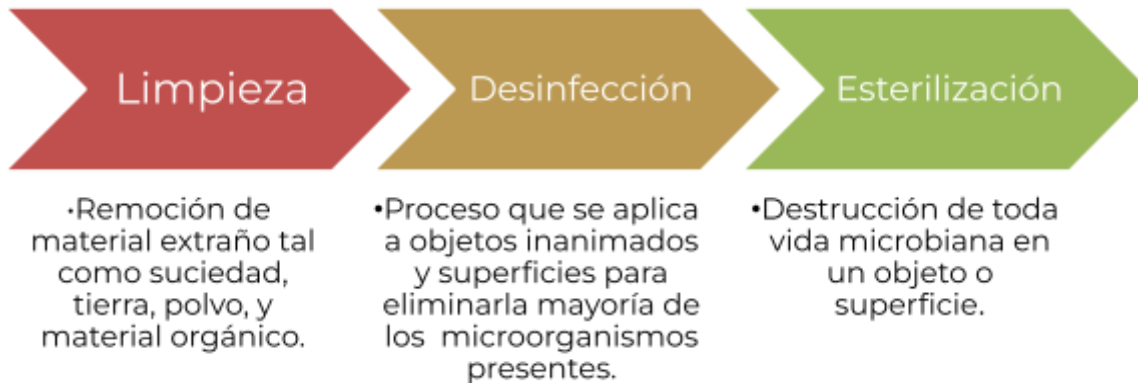 Limpieza
•Remoción de
material extraño tal
como suciedad,
tierra, polvo, y
material orgánico.
Desinfección
•Proceso que se aplica
a objetos inanimados
y superficies para
eliminarla mayoría de
los microorganismos
presentes.
Esterilización
•Destrucción de toda
vida microbiana en
un objeto o
superficie.